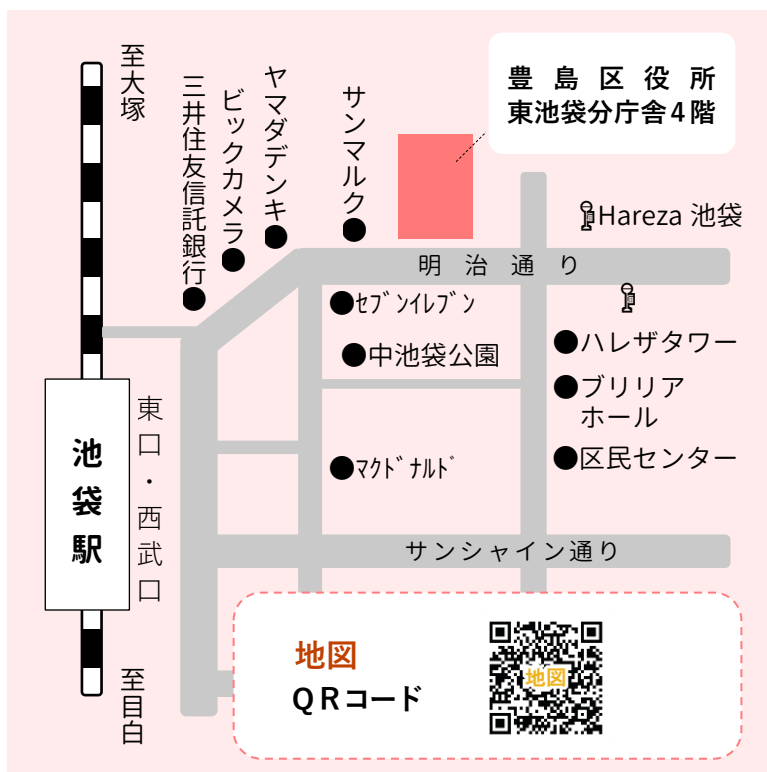 至大塚
三井住友信託銀行
ビックカメラ
ヤマダデンキ
サンマルク
豊島区役所
東池袋分庁舎4階
Hareza 池袋
明治通り
ｾﾌﾞﾝｲﾚﾌﾞﾝ
中池袋公園
ハレザタワー
ブリリア
ホール
ﾏｸﾄﾞﾅﾙﾄﾞ
区民センター
池袋駅
東口・西武口
サンシャイン通り
至目白
地図
QRコード
地図